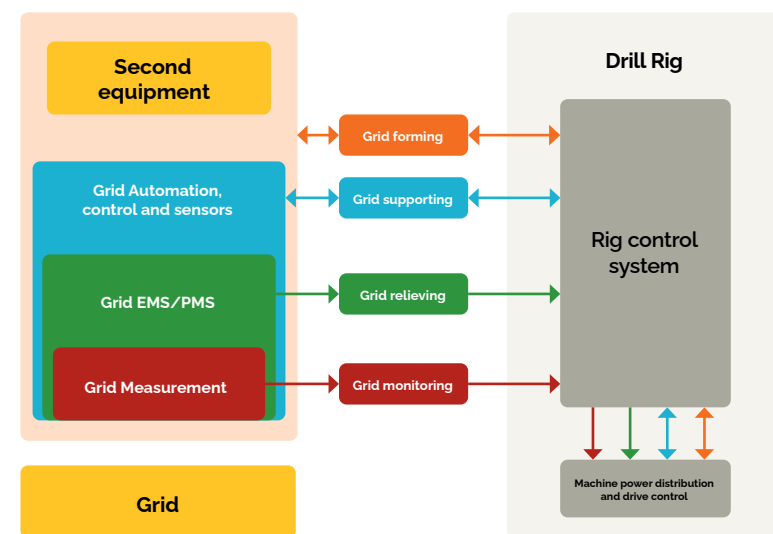 Second
equipment
Grid Automation,
control and sensors
Grid EMS/PMS
Grid Measurement
Grid
Grid forming
Grid supporting
Grid relieving
Grid monitoring
Drill Rig
Rig control
system
Machine power distribution
and drive control